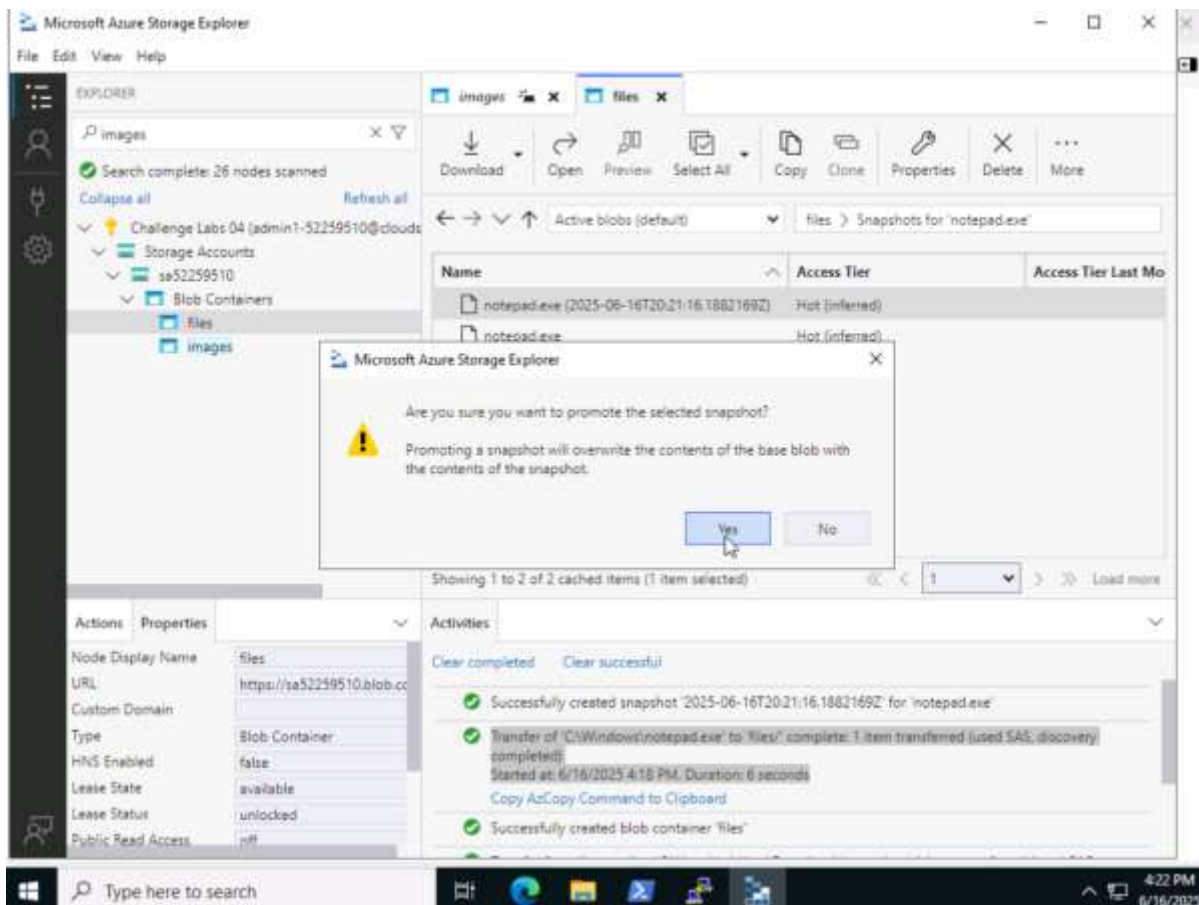 Microsoft Azure Storage Explorer
File Edit View Help
EXPLORER
images
Search complete: 26 nodes scanned
Collapse all Refresh all
Challenge Labs 04 (admin1-52259510@clouds
Storage Accounts
sa52259510
Blob Containers
files
images
images files
Download Open Preview Select All Copy Clone Properties Delete More
Active blobs (default) files > Snapshots for 'notepad.exe'
Name Access Tier Access Tier Last Mo
notepad.exe (2025-06-16T20:21:16.1882169Z) Hot (inferred)
notepad.exe Hot (inferred)
Microsoft Azure Storage Explorer
Are you sure you want to promote the selected snapshot?
Promoting a snapshot will overwrite the contents of the base blob with
the contents of the snapshot.
Yes No
Showing 1 to 2 of 2 cached items (1 item selected) 1 Load more
Actions Properties
Node Display Name files
URL https://sa52259510.blob.cc
Custom Domain
Type Blob Container
HNS Enabled false
Lease State available
Lease Status unlocked
Public Read Access off
Activities
Clear completed Clear successful
Successfully created snapshot '2025-06-16T20:21:16.1882169Z' for 'notepad.exe'
Transfer of 'C:\Windows\notepad.exe' to 'files/' complete: 1 item transferred (used SAS, discovery
completed)
Started at: 6/16/2025 4:18 PM, Duration: 6 seconds
Copy AzCopy Command to Clipboard
Successfully created blob container 'files'
Type here to search
4:22 PM
6/16/2025